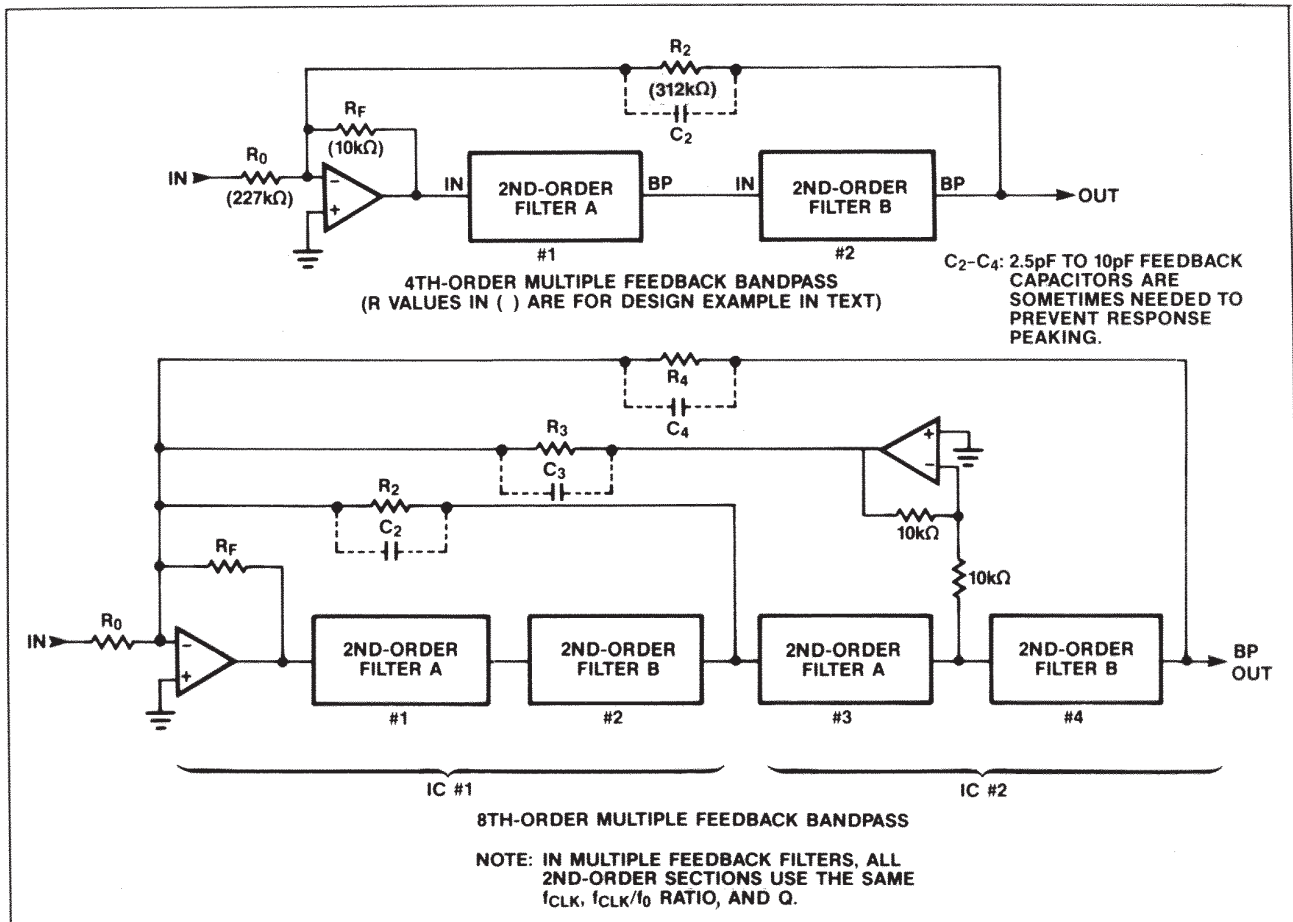 R2
(312kΩ)
C2
RF
(10kΩ)
R0
IN
(227kΩ)
−
+
IN
2ND-ORDER
FILTER A
BP
#1
IN
2ND-ORDER
FILTER B
BP
#2
OUT
4TH-ORDER MULTIPLE FEEDBACK BANDPASS
(R VALUES IN ( ) ARE FOR DESIGN EXAMPLE IN TEXT)
C2–C4: 2.5pF TO 10pF FEEDBACK
CAPACITORS ARE
SOMETIMES NEEDED TO
PREVENT RESPONSE
PEAKING.
R4
C4
R3
C3
+
−
R2
C2
10kΩ
10kΩ
RF
R0
IN
−
+
2ND-ORDER
FILTER A
#1
2ND-ORDER
FILTER B
#2
2ND-ORDER
FILTER A
#3
2ND-ORDER
FILTER B
#4
BP
OUT
IC #1
IC #2
8TH-ORDER MULTIPLE FEEDBACK BANDPASS
NOTE: IN MULTIPLE FEEDBACK FILTERS, ALL
2ND-ORDER SECTIONS USE THE SAME
fCLK, fCLK/f0 RATIO, AND Q.